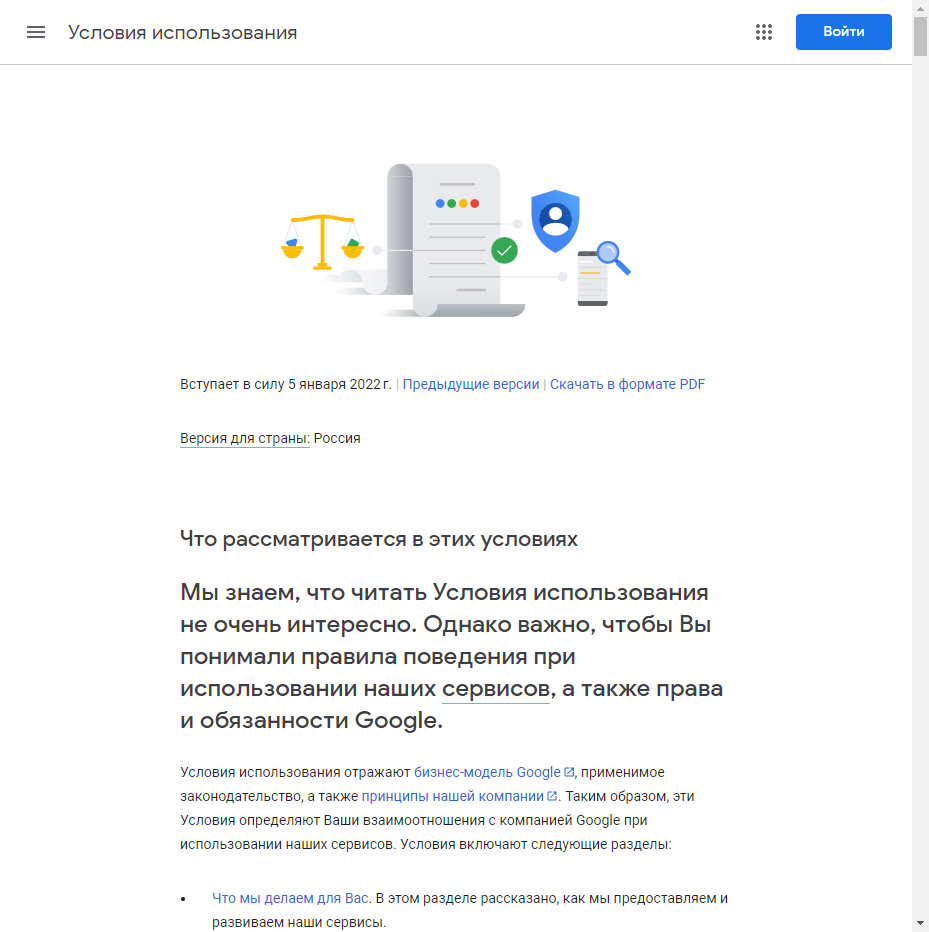 Условия использования
Войти
Вступает в силу 5 января 2022 г. | Предыдущие версии | Скачать в формате PDF
Версия для страны: Россия
Что рассматривается в этих условиях
Мы знаем, что читать Условия использования
не очень интересно. Однако важно, чтобы Вы
понимали правила поведения при
использовании наших сервисов, а также права
и обязанности Google.
Условия использования отражают бизнес-модель Google, применимое
законодательство, а также принципы нашей компании. Таким образом, эти
Условия определяют Ваши взаимоотношения с компанией Google при
использовании наших сервисов. Условия включают следующие разделы:
• Что мы делаем для Вас. В этом разделе рассказано, как мы предоставляем и
развиваем наши сервисы.